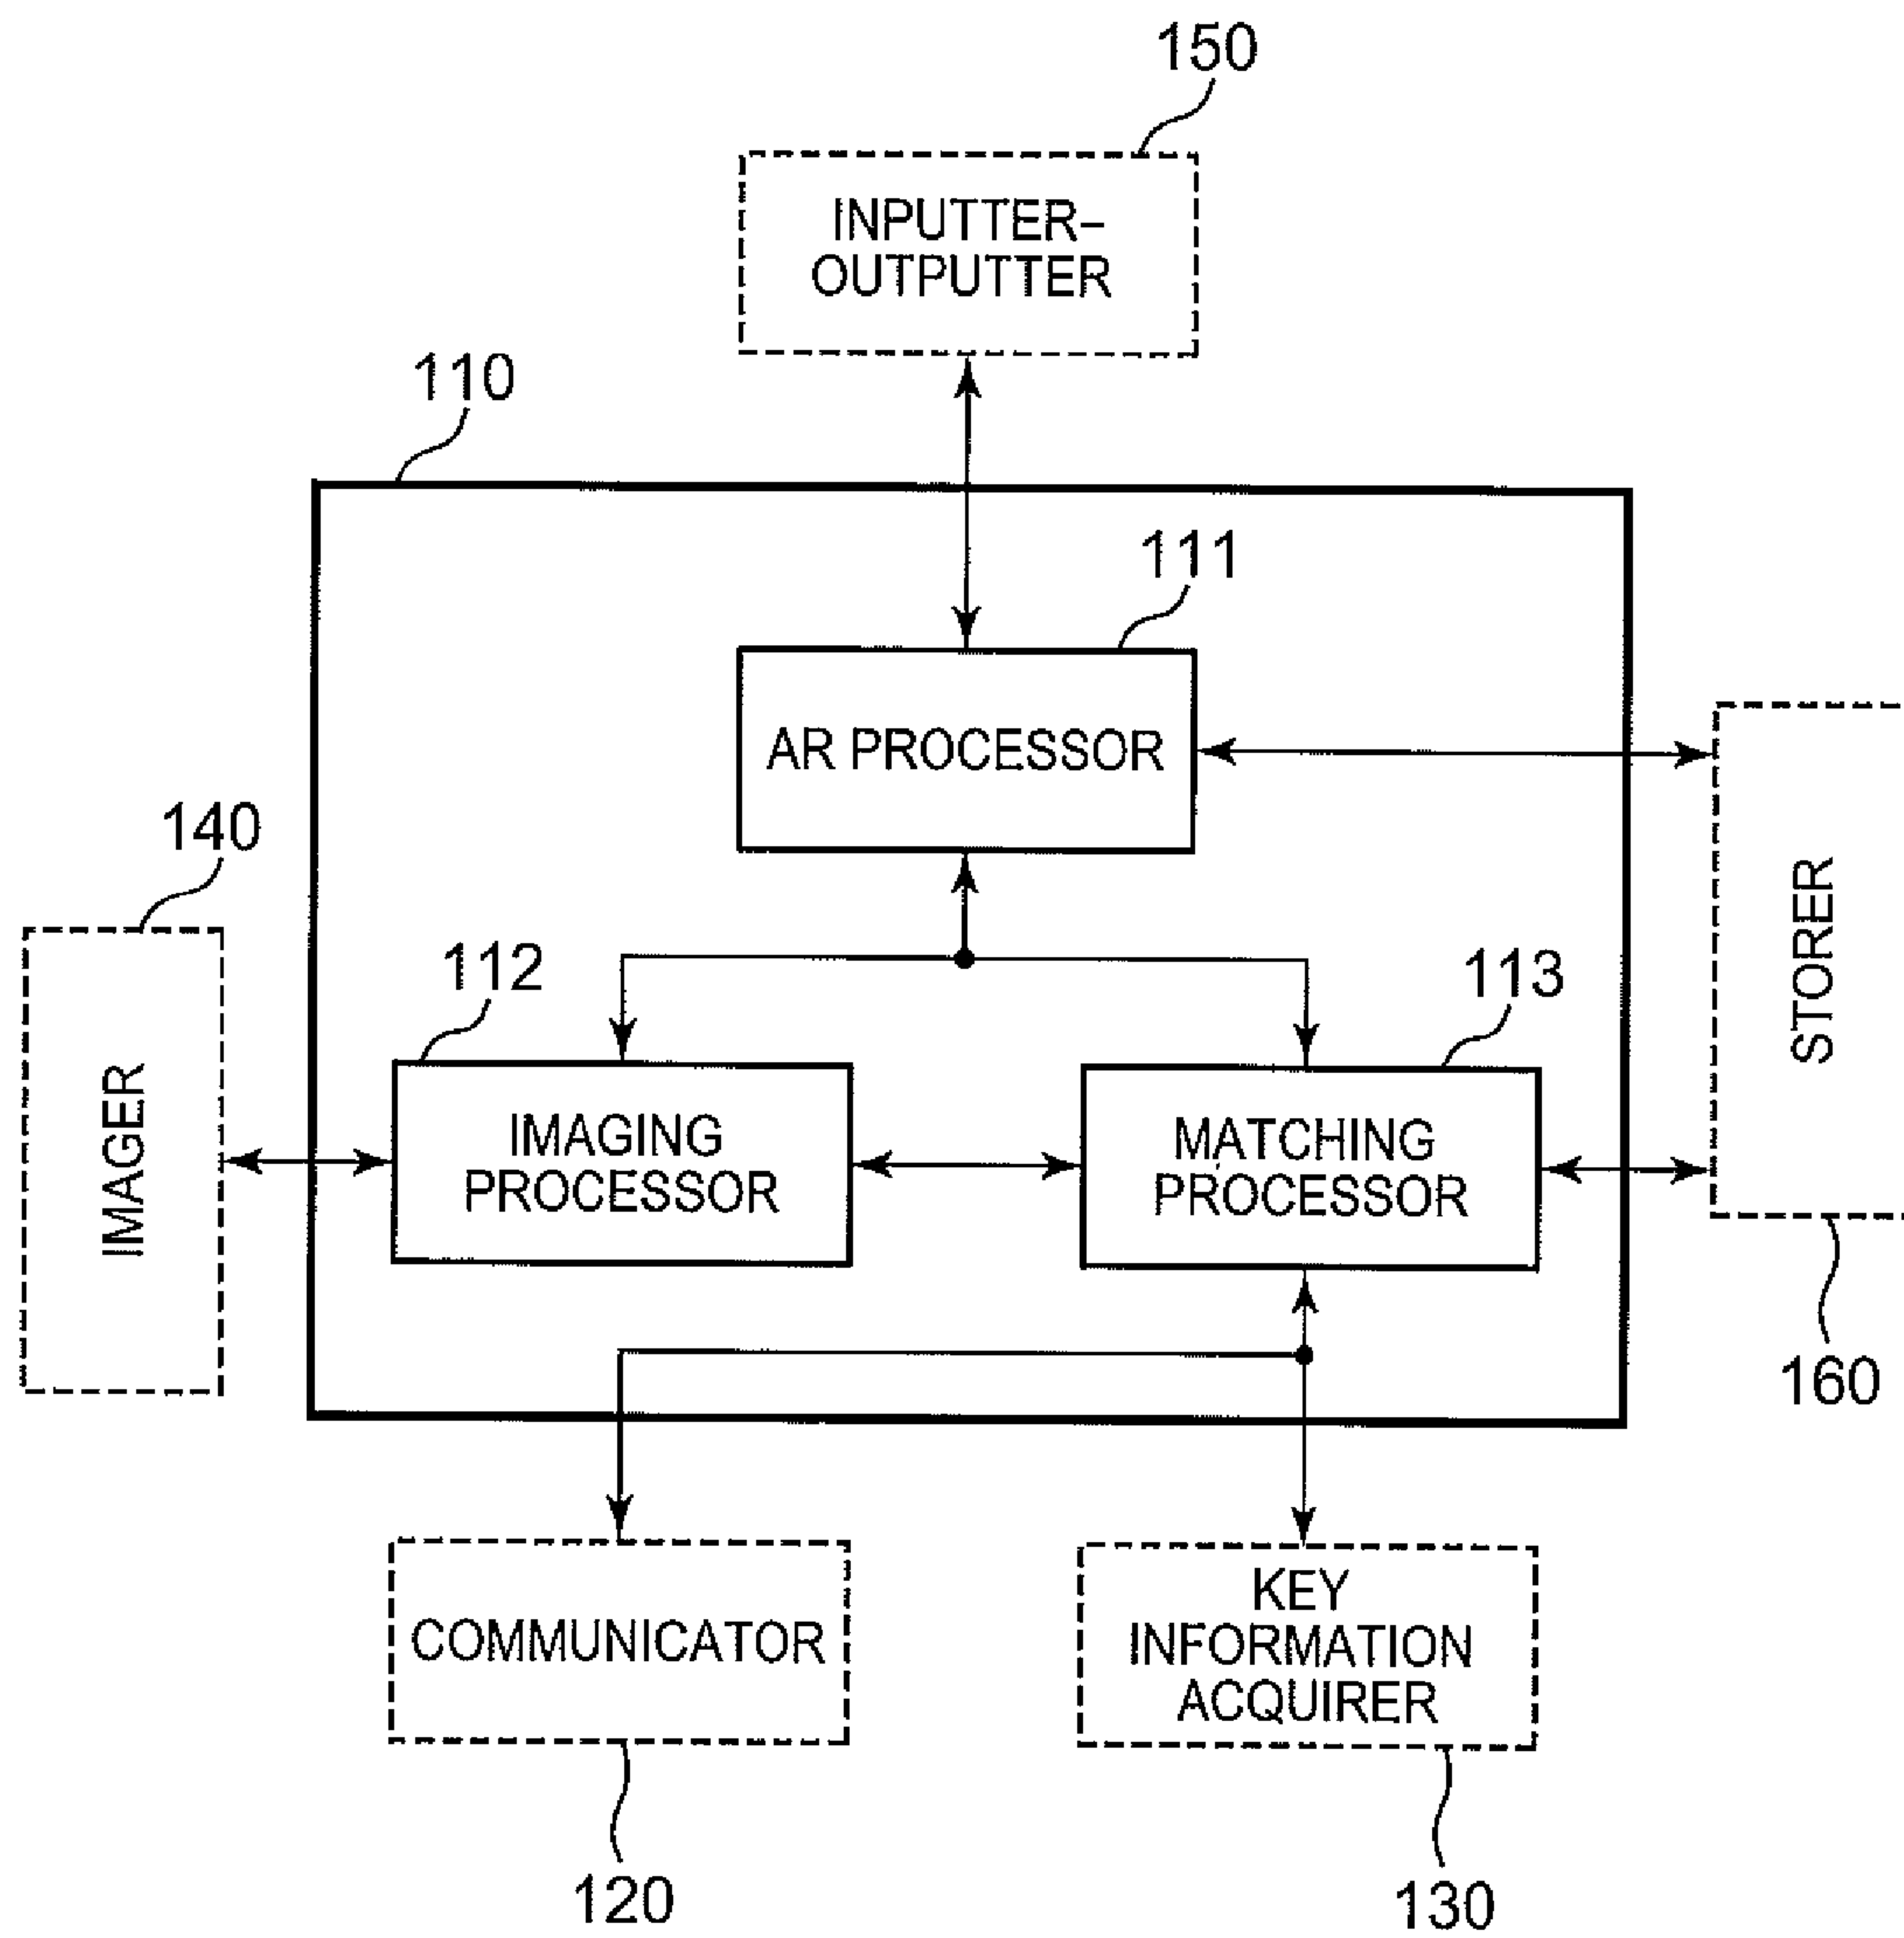 150
INPUTTER–
OUTPUTTER
110
111
AR PROCESSOR
140
IMAGER
112
IMAGING
PROCESSOR
113
MATCHING
PROCESSOR
STORER
160
COMMUNICATOR
120
KEY
INFORMATION
ACQUIRER
130